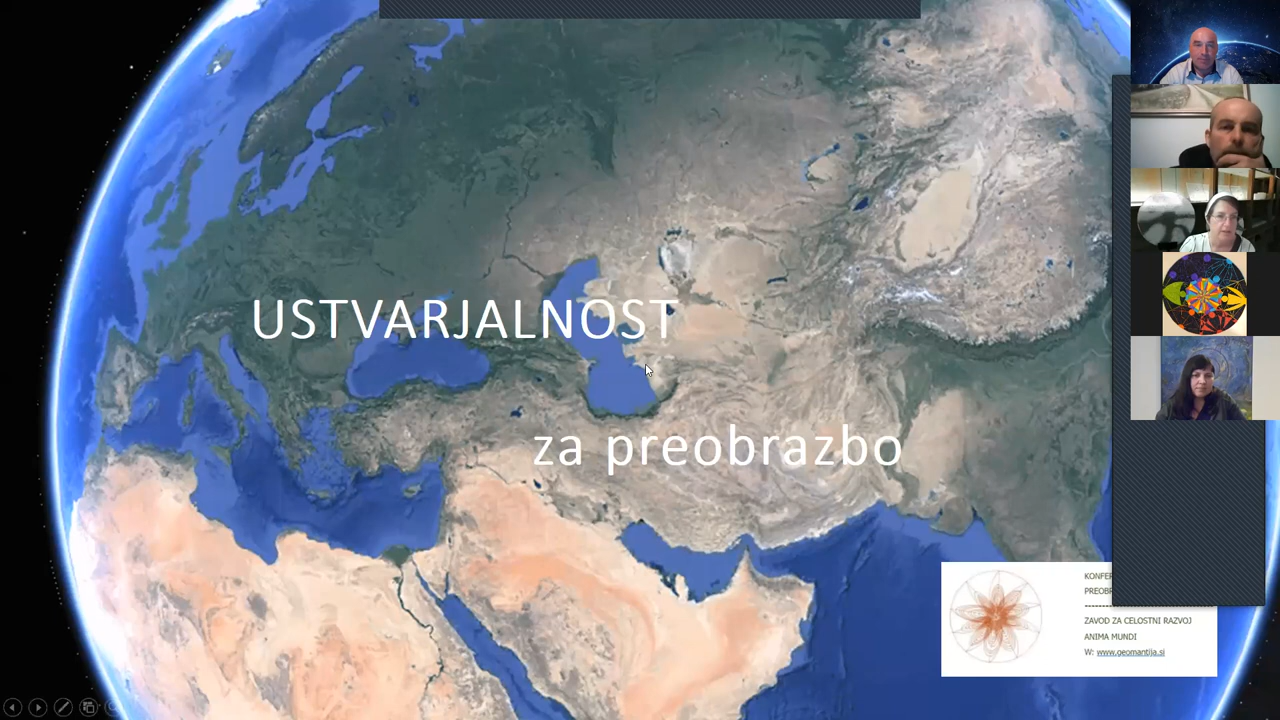 USTVARJALNOST
za preobrazbo
ZAVOD ZA CELOSTNI RAZVOJ
ANIMA MUNDI
W: www.geomantija.si